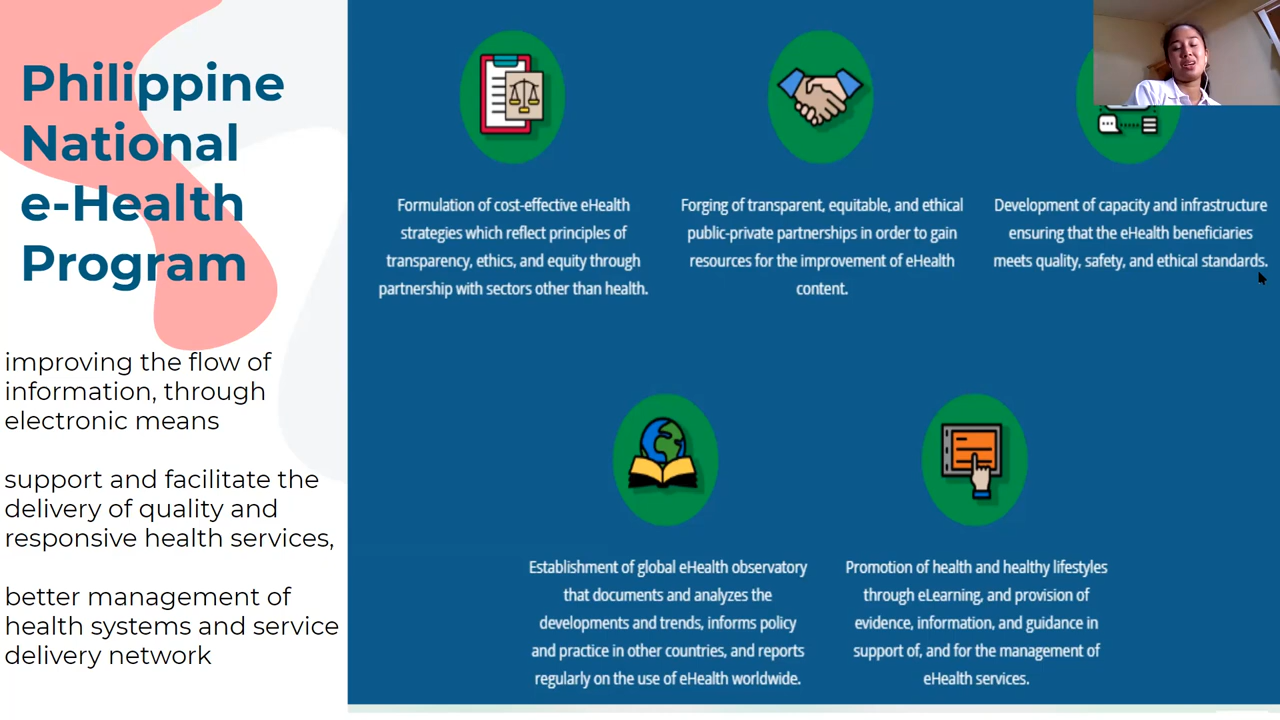 Philippine
National
e-Health
Program
improving the flow of
information, through
electronic means
support and facilitate the
delivery of quality and
responsive health services,
better management of
health systems and service
delivery network
Formulation of cost-effective eHealth
strategies which reflect principles of
transparency, ethics, and equity through
partnership with sectors other than health.
Forging of transparent, equitable, and ethical
public-private partnerships in order to gain
resources for the improvement of eHealth
content.
Development of capacity and infrastructure
ensuring that the eHealth beneficiaries
meets quality, safety, and ethical standards.
Establishment of global eHealth observatory
that documents and analyzes the
developments and trends, informs policy
and practice in other countries, and reports
regularly on the use of eHealth worldwide.
Promotion of health and healthy lifestyles
through eLearning, and provision of
evidence, information, and guidance in
support of, and for the management of
eHealth services.